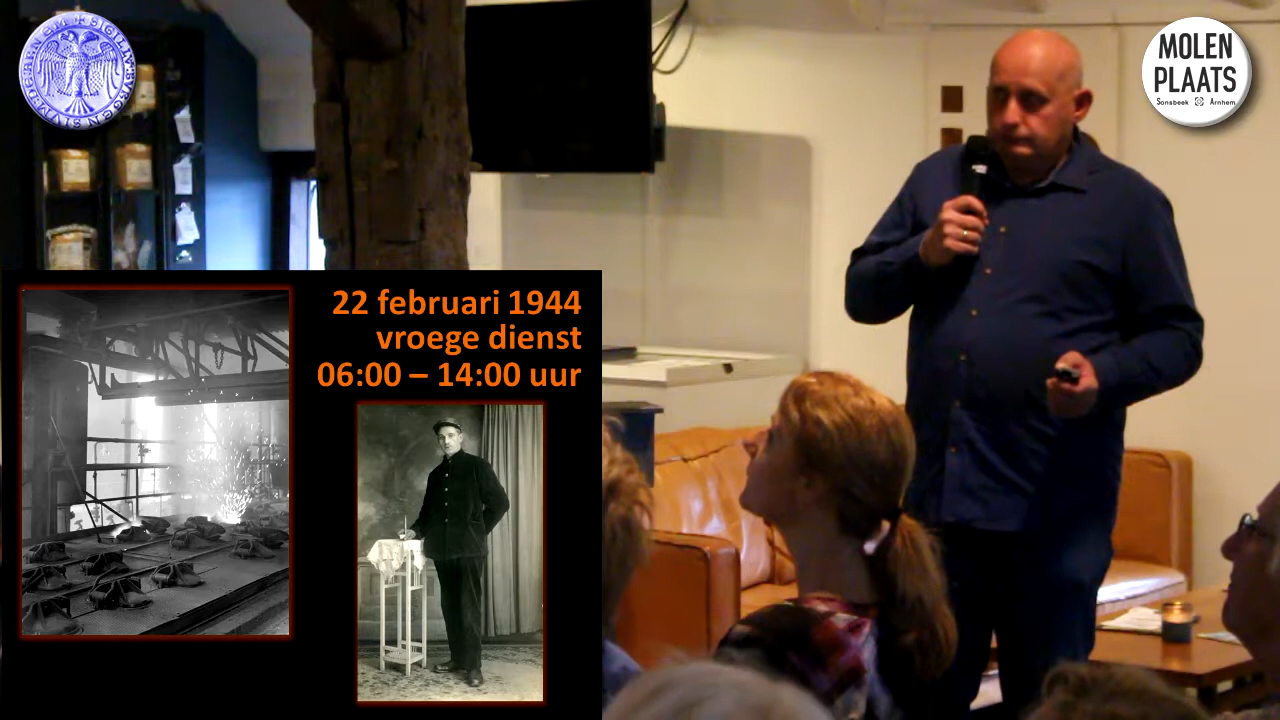 MOLEN
PLAATS
Sonsbeek Arnhem
22 februari 1944
vroege dienst
06:00 – 14:00 uur